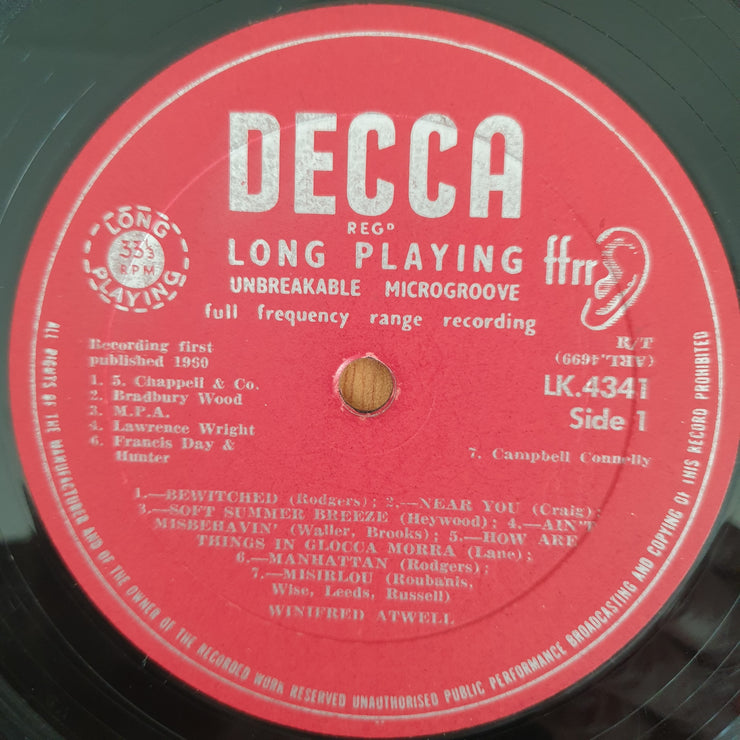 DECCA
REGD
LONG PLAYING
UNBREAKABLE MICROGROOVE
full frequency range recording
ffrr
LONG
33 1/3
RPM
PLAYING
Recording first
published 1960
1. 5. Chappell & Co.
2. Bradbury Wood
3. M.P.A.
4. Lawrence Wright
6. Francis Day &
Hunter
R/T
(ARL.4699)
LK.4341
Side 1
7. Campbell Connelly
1.—BEWITCHED (Rodgers); 2.—NEAR YOU (Craig);
3.—SOFT SUMMER BREEZE (Heywood); 4.—AIN'T
MISBEHAVIN' (Waller, Brooks); 5.—HOW ARE
THINGS IN GLOCCA MORRA (Lane);
6.—MANHATTAN (Rodgers);
7.—MISIRLOU (Roubanis,
Wise, Leeds, Russell)
WINIFRED ATWELL
ALL RIGHTS OF THE MANUFACTURER AND OF THE OWNER OF THE RECORDED WORK RESERVED UNAUTHORISED PUBLIC PERFORMANCE BROADCASTING AND COPYING OF THIS RECORD PROHIBITED